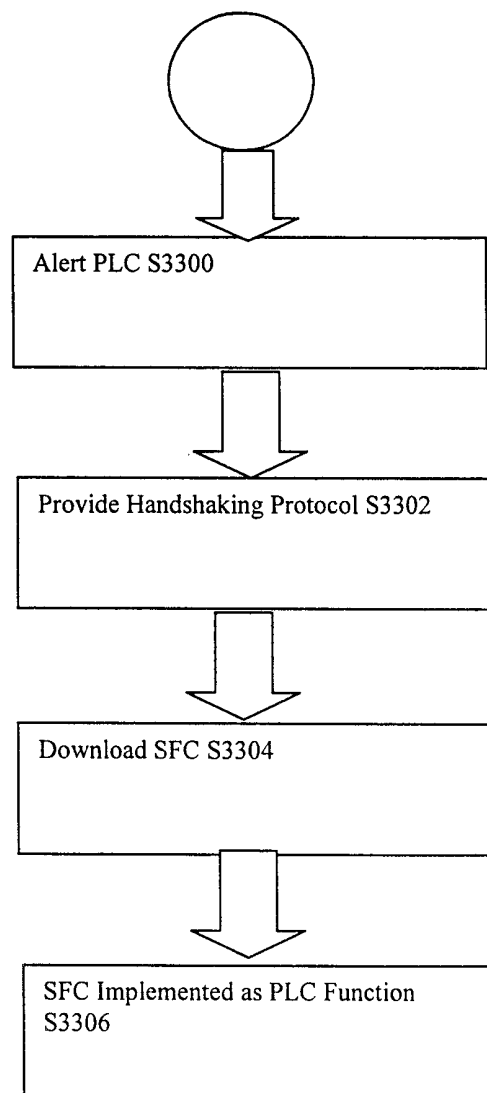 Alert PLC S3300
Provide Handshaking Protocol S3302
Download SFC S3304
SFC Implemented as PLC Function
S3306